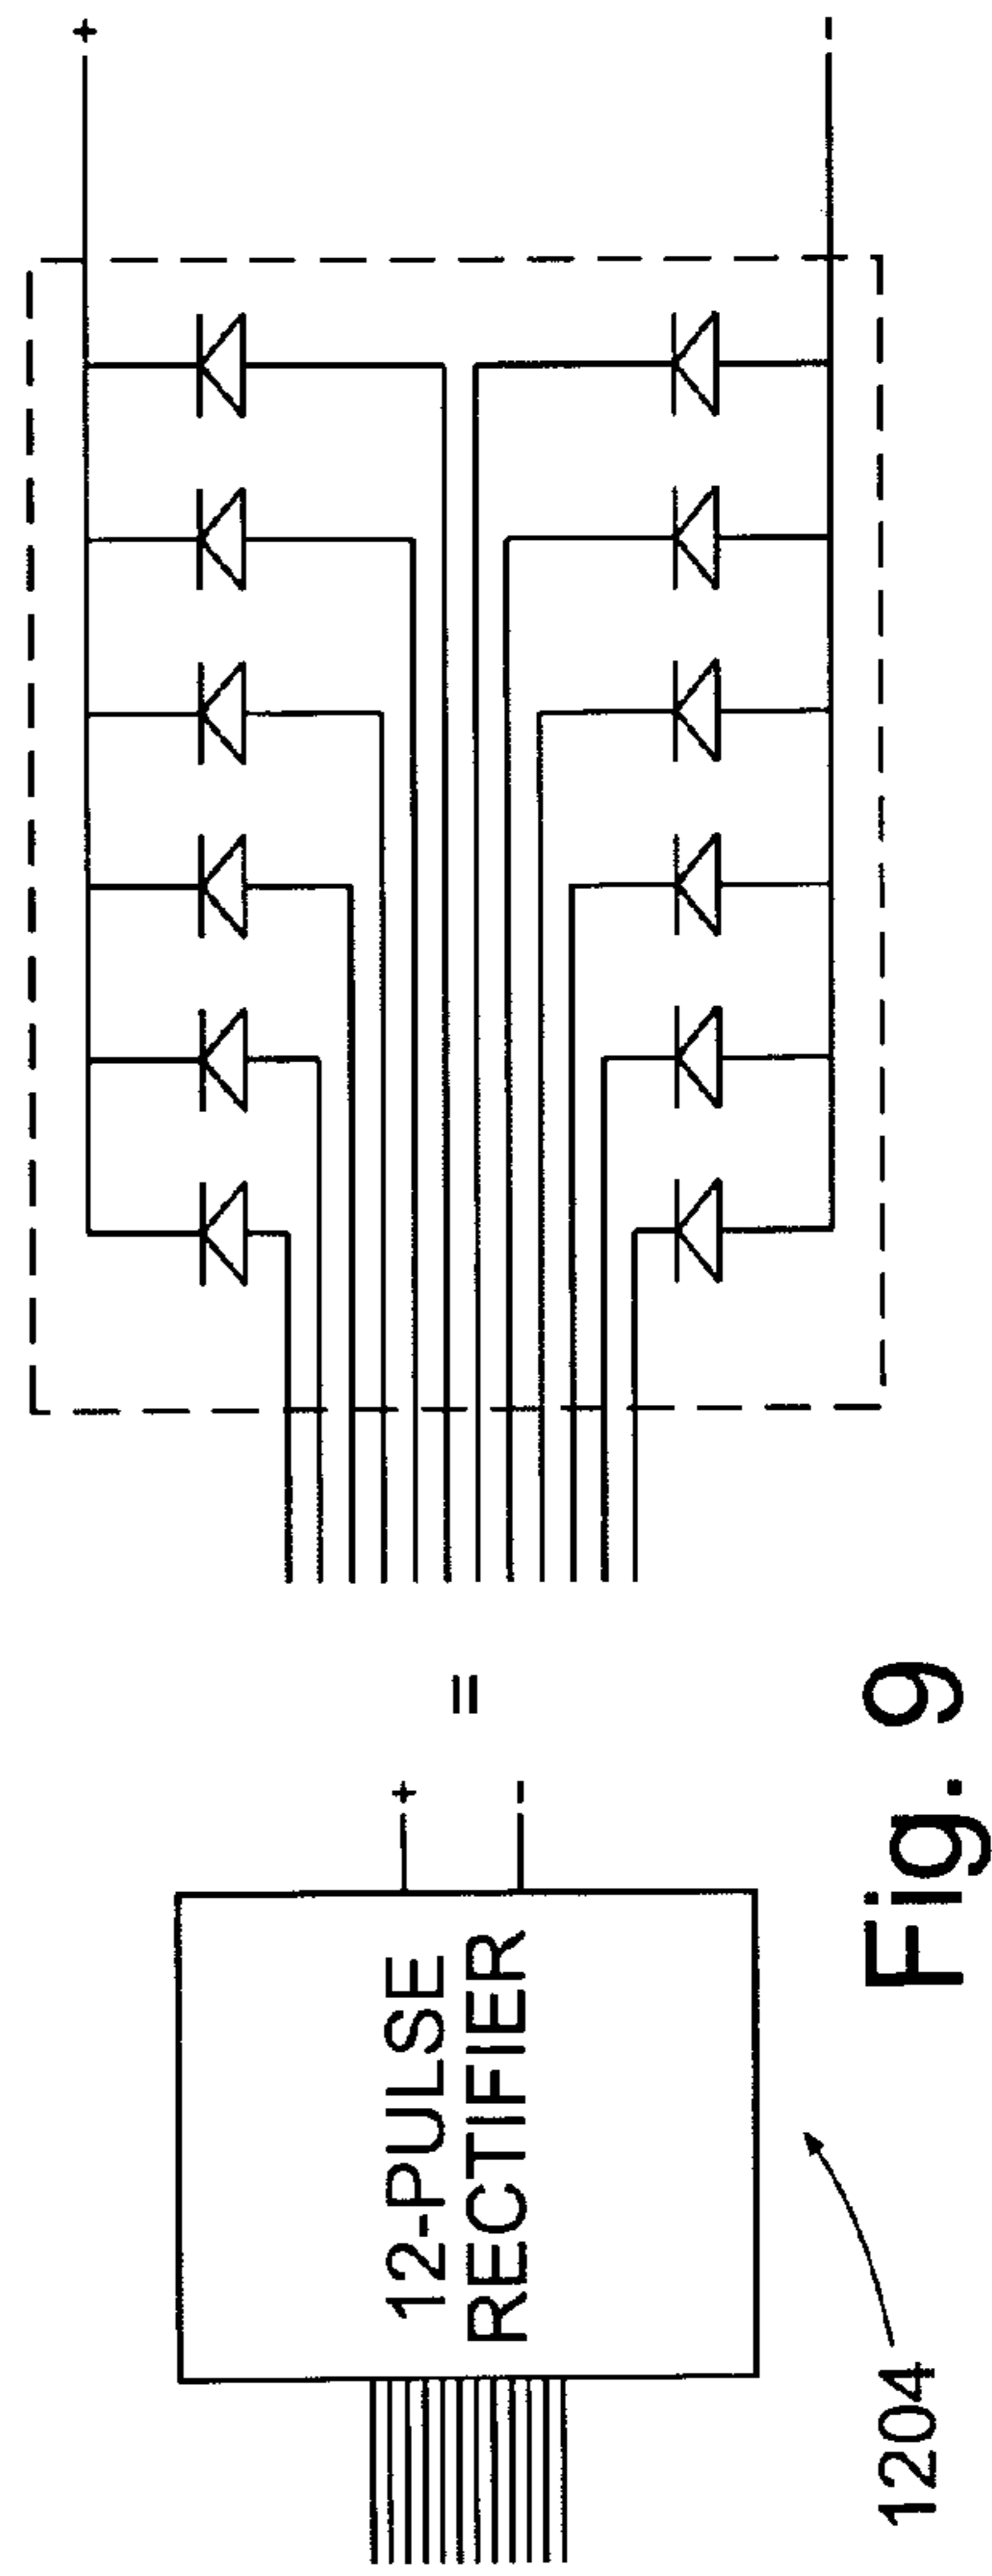 12-PULSE
RECTIFIER
+
-
=
+
-
1204
Fig. 9